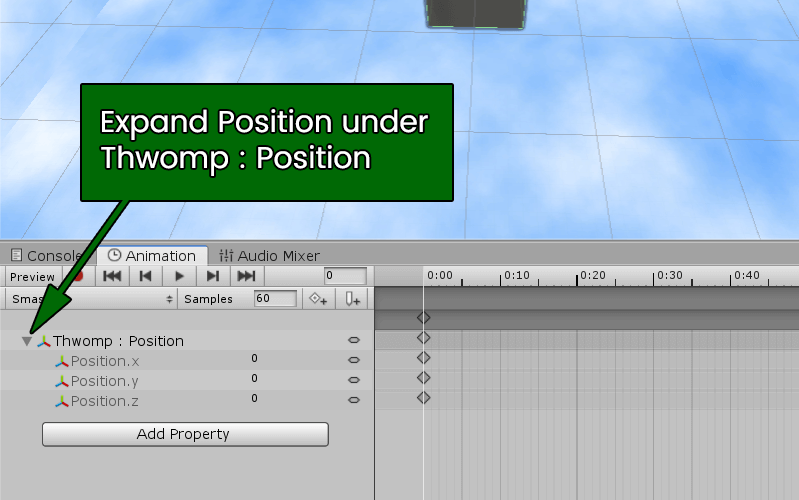 Expand Position under
Thwomp : Position
Console Animation Audio Mixer
Preview 0 0:00 0:10 0:20 0:30 0:40
Samples 60
Thwomp : Position
Position.x 0
Position.y 0
Position.z 0
Add Property